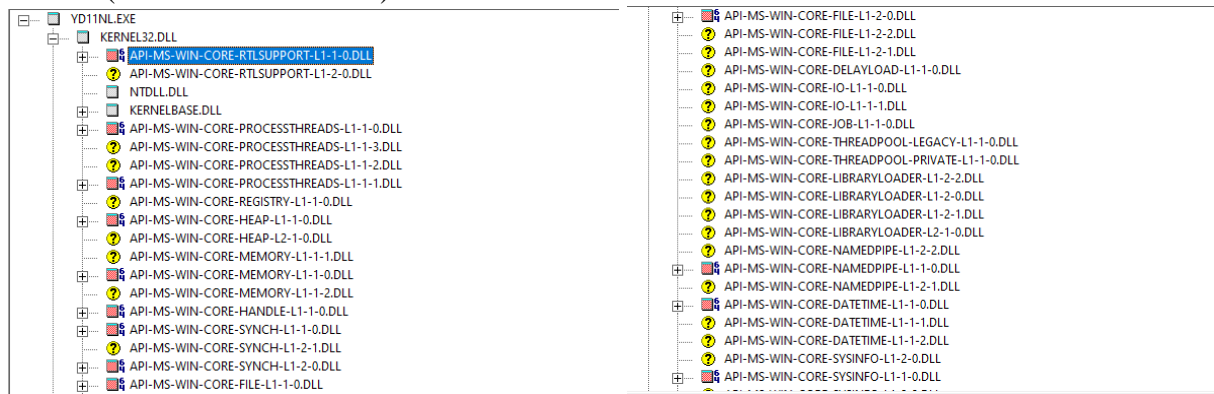 YD11NL.EXE
KERNEL32.DLL
API-MS-WIN-CORE-RTLSUPPORT-L1-1-0.DLL
API-MS-WIN-CORE-RTLSUPPORT-L1-2-0.DLL
NTDLL.DLL
KERNELBASE.DLL
API-MS-WIN-CORE-PROCESSTHREADS-L1-1-0.DLL
API-MS-WIN-CORE-PROCESSTHREADS-L1-1-3.DLL
API-MS-WIN-CORE-PROCESSTHREADS-L1-1-2.DLL
API-MS-WIN-CORE-PROCESSTHREADS-L1-1-1.DLL
API-MS-WIN-CORE-REGISTRY-L1-1-0.DLL
API-MS-WIN-CORE-HEAP-L1-1-0.DLL
API-MS-WIN-CORE-HEAP-L2-1-0.DLL
API-MS-WIN-CORE-MEMORY-L1-1-1.DLL
API-MS-WIN-CORE-MEMORY-L1-1-0.DLL
API-MS-WIN-CORE-MEMORY-L1-1-2.DLL
API-MS-WIN-CORE-HANDLE-L1-1-0.DLL
API-MS-WIN-CORE-SYNCH-L1-1-0.DLL
API-MS-WIN-CORE-SYNCH-L1-2-1.DLL
API-MS-WIN-CORE-SYNCH-L1-2-0.DLL
API-MS-WIN-CORE-FILE-L1-1-0.DLL
API-MS-WIN-CORE-FILE-L1-2-0.DLL
API-MS-WIN-CORE-FILE-L1-2-2.DLL
API-MS-WIN-CORE-FILE-L1-2-1.DLL
API-MS-WIN-CORE-DELAYLOAD-L1-1-0.DLL
API-MS-WIN-CORE-IO-L1-1-0.DLL
API-MS-WIN-CORE-IO-L1-1-1.DLL
API-MS-WIN-CORE-JOB-L1-1-0.DLL
API-MS-WIN-CORE-THREADPOOL-LEGACY-L1-1-0.DLL
API-MS-WIN-CORE-THREADPOOL-PRIVATE-L1-1-0.DLL
API-MS-WIN-CORE-LIBRARYLOADER-L1-2-2.DLL
API-MS-WIN-CORE-LIBRARYLOADER-L1-2-0.DLL
API-MS-WIN-CORE-LIBRARYLOADER-L1-2-1.DLL
API-MS-WIN-CORE-LIBRARYLOADER-L2-1-0.DLL
API-MS-WIN-CORE-NAMEDPIPE-L1-2-2.DLL
API-MS-WIN-CORE-NAMEDPIPE-L1-1-0.DLL
API-MS-WIN-CORE-NAMEDPIPE-L1-2-1.DLL
API-MS-WIN-CORE-DATETIME-L1-1-0.DLL
API-MS-WIN-CORE-DATETIME-L1-1-1.DLL
API-MS-WIN-CORE-DATETIME-L1-1-2.DLL
API-MS-WIN-CORE-SYSINFO-L1-2-0.DLL
API-MS-WIN-CORE-SYSINFO-L1-1-0.DLL